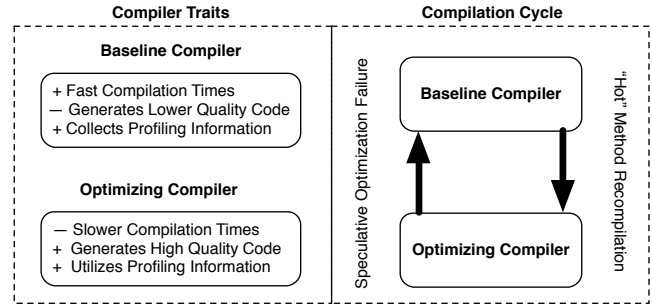 Compiler Traits
Baseline Compiler
+ Fast Compilation Times
— Generates Lower Quality Code
+ Collects Profiling Information
Optimizing Compiler
— Slower Compilation Times
+ Generates High Quality Code
+ Utilizes Profiling Information
Compilation Cycle
Speculative Optimization Failure
Baseline Compiler
Optimizing Compiler
“Hot” Method Recompilation